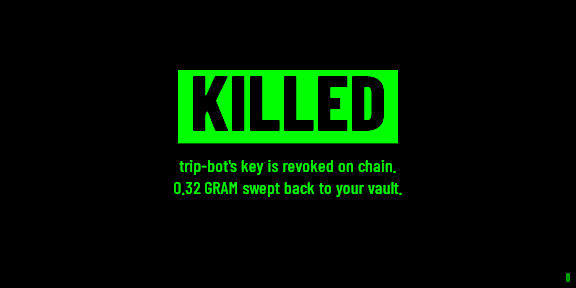 KILLED
trip-bot's key is revoked on chain.
0.32 GRAM swept back to your vault.